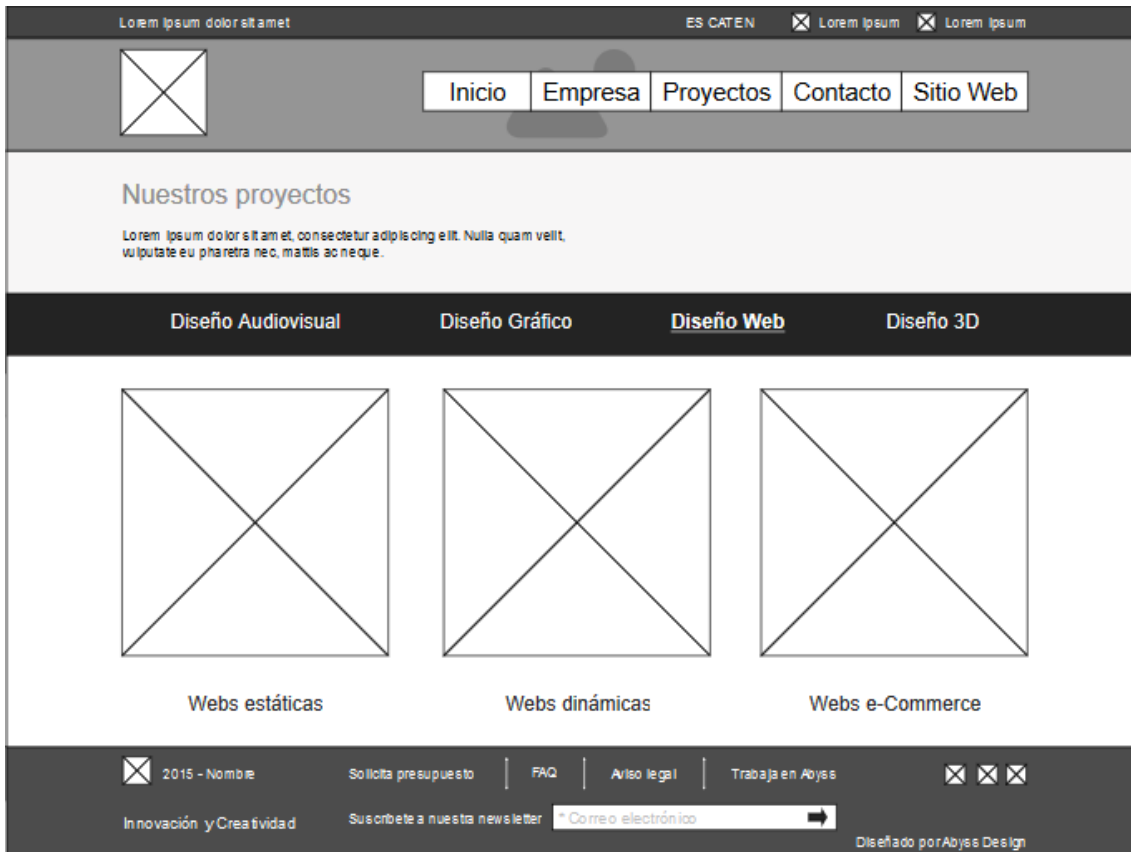 Lorem ipsum dolor sit amet
ES CAT EN
Lorem ipsum
Lorem ipsum
Inicio
Empresa
Proyectos
Contacto
Sitio Web
Nuestros proyectos
Lorem ipsum dolor sit amet, consectetur adipiscing elit. Nulla quam velit,
vulputate eu pharetra nec, mattis ac neque.
Diseño Audiovisual
Diseño Gráfico
Diseño Web
Diseño 3D
Webs estáticas
Webs dinámicas
Webs e-Commerce
2015 - Nombre
Solicita presupuesto
FAQ
Aviso legal
Trabaja en Abyss
Innovación y Creatividad
Suscribete a nuestra newsletter
* Correo electrónico
Diseñado por Abyss Design